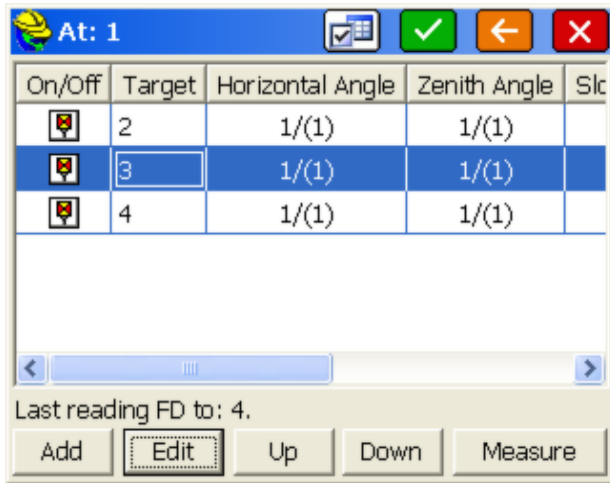 At: 1
On/Off Target Horizontal Angle Zenith Angle Slo
2 1/(1) 1/(1)
3 1/(1) 1/(1)
4 1/(1) 1/(1)
Last reading FD to: 4.
Add Edit Up Down Measure